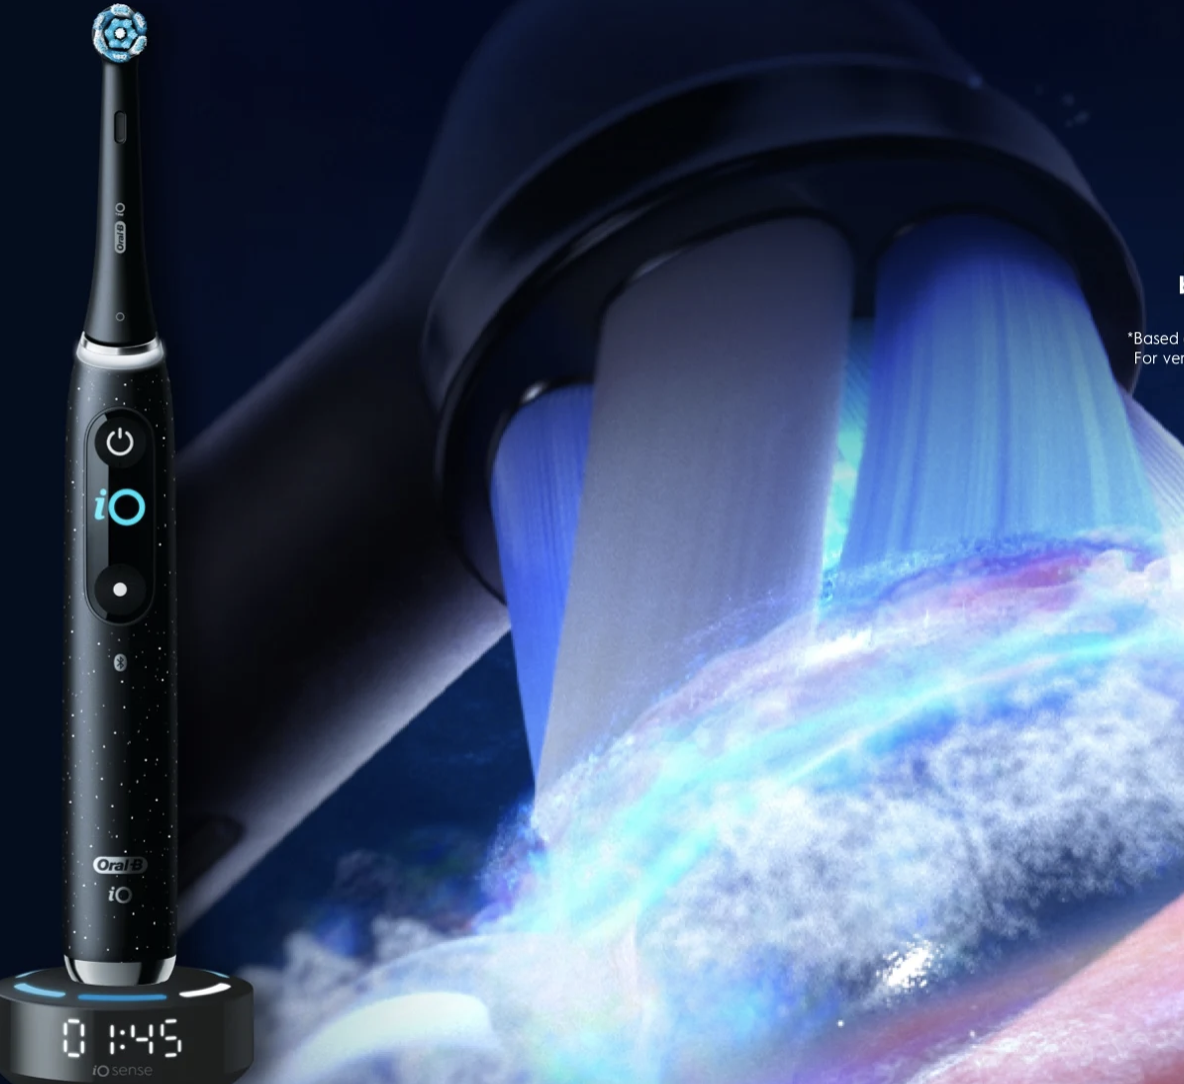 Oral-B iO
iO
Oral-B
iO
01:45
iO sense
*Based
For ver